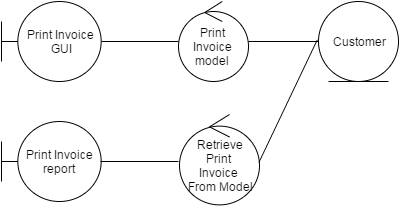 Print Invoice
GUI
Print
Invoice
model
Customer
Print Invoice
report
Retrieve
Print
Invoice
From Model